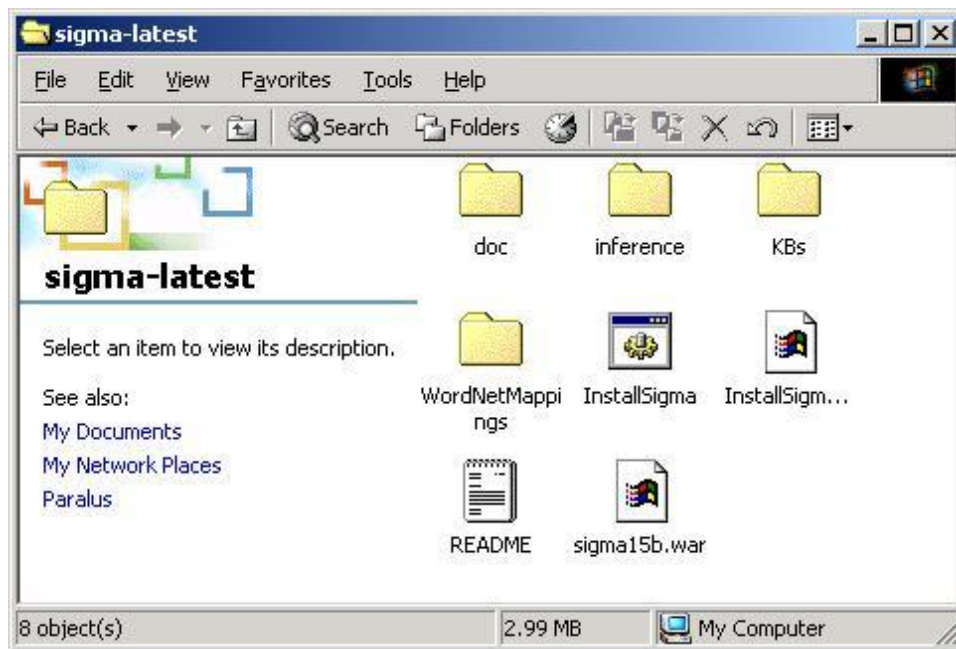 sigma-latest
File Edit View Favorites Tools Help
Back Search Folders
sigma-latest
Select an item to view its description.
See also:
My Documents
My Network Places
Paralus
doc inference KBs
WordNetMappi
ngs
InstallSigma InstallSigm...
README sigma15b.war
8 object(s) 2.99 MB My Computer